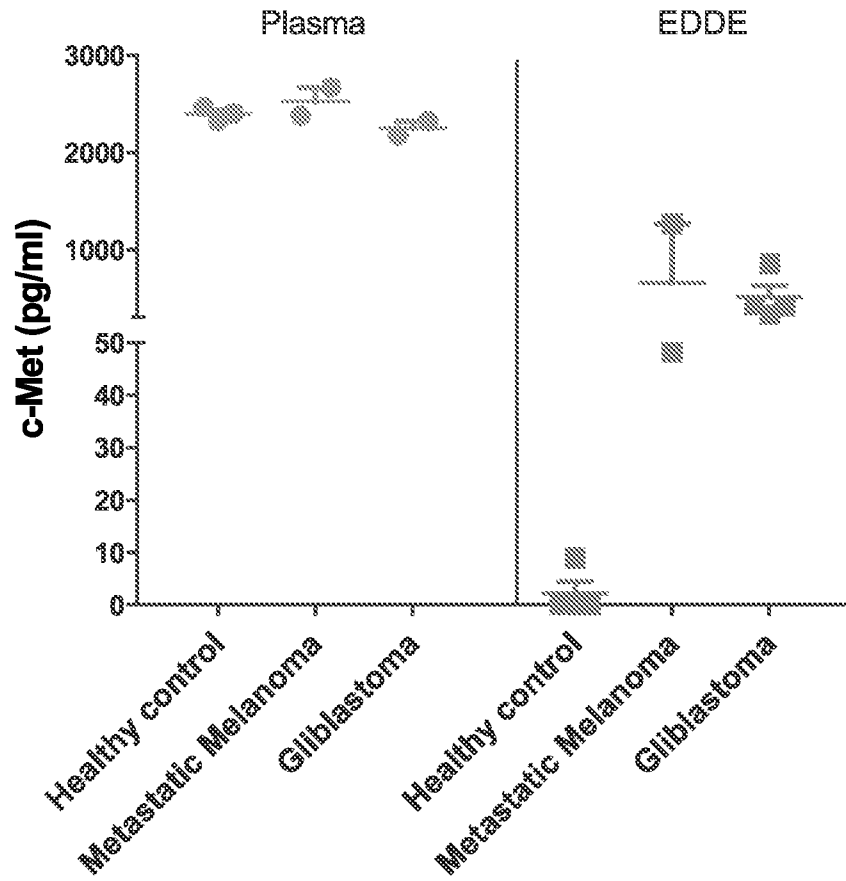 Plasma
EDDE
c-Met (pg/ml)
3000
2000
1000
50
40
30
20
10
0
Healthy control
Metastatic Melanoma
Gliblastoma
Healthy control
Metastatic Melanoma
Gliblastoma